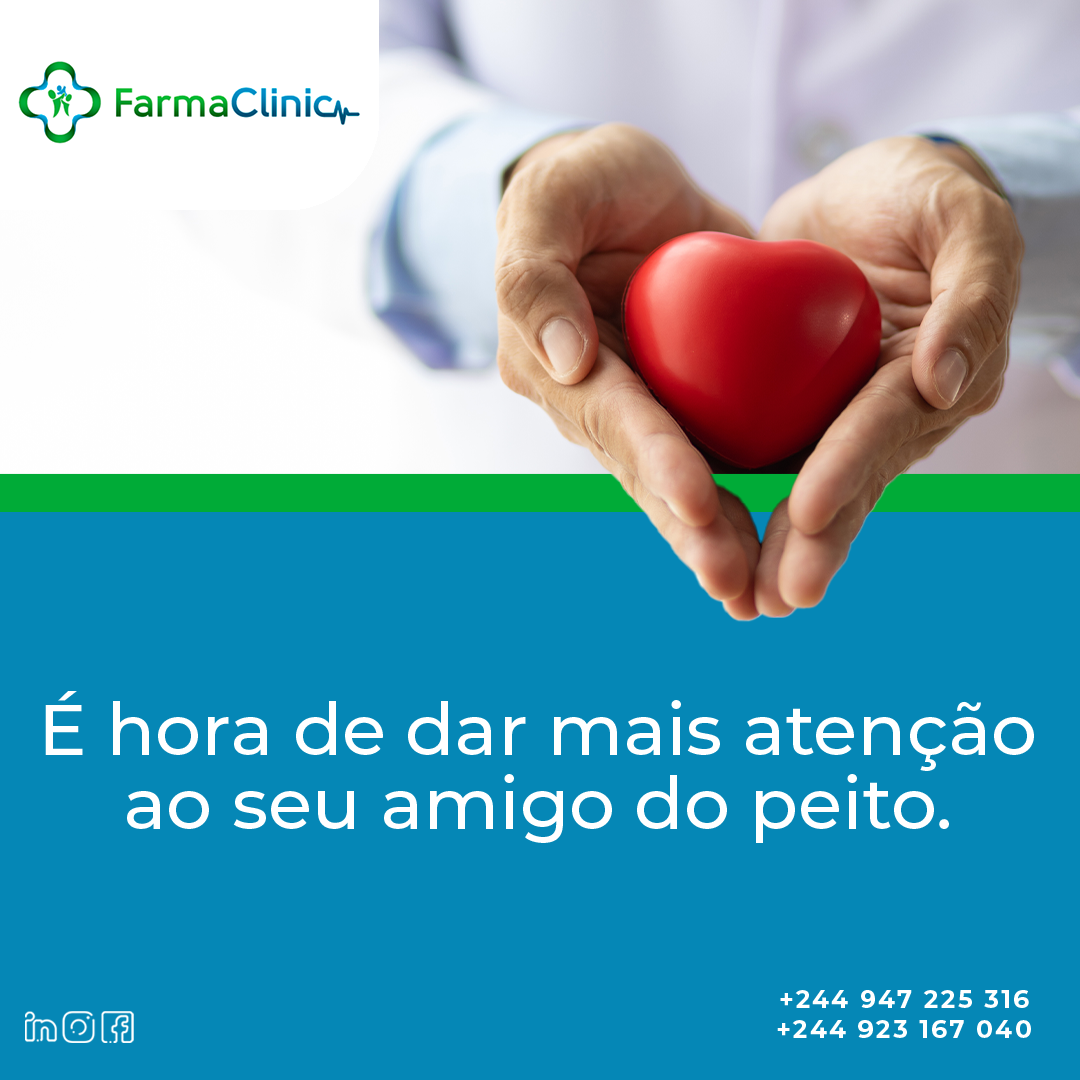 FarmaClinic
É hora de dar mais atenção
ao seu amigo do peito.
+244 947 225 316
+244 923 167 040